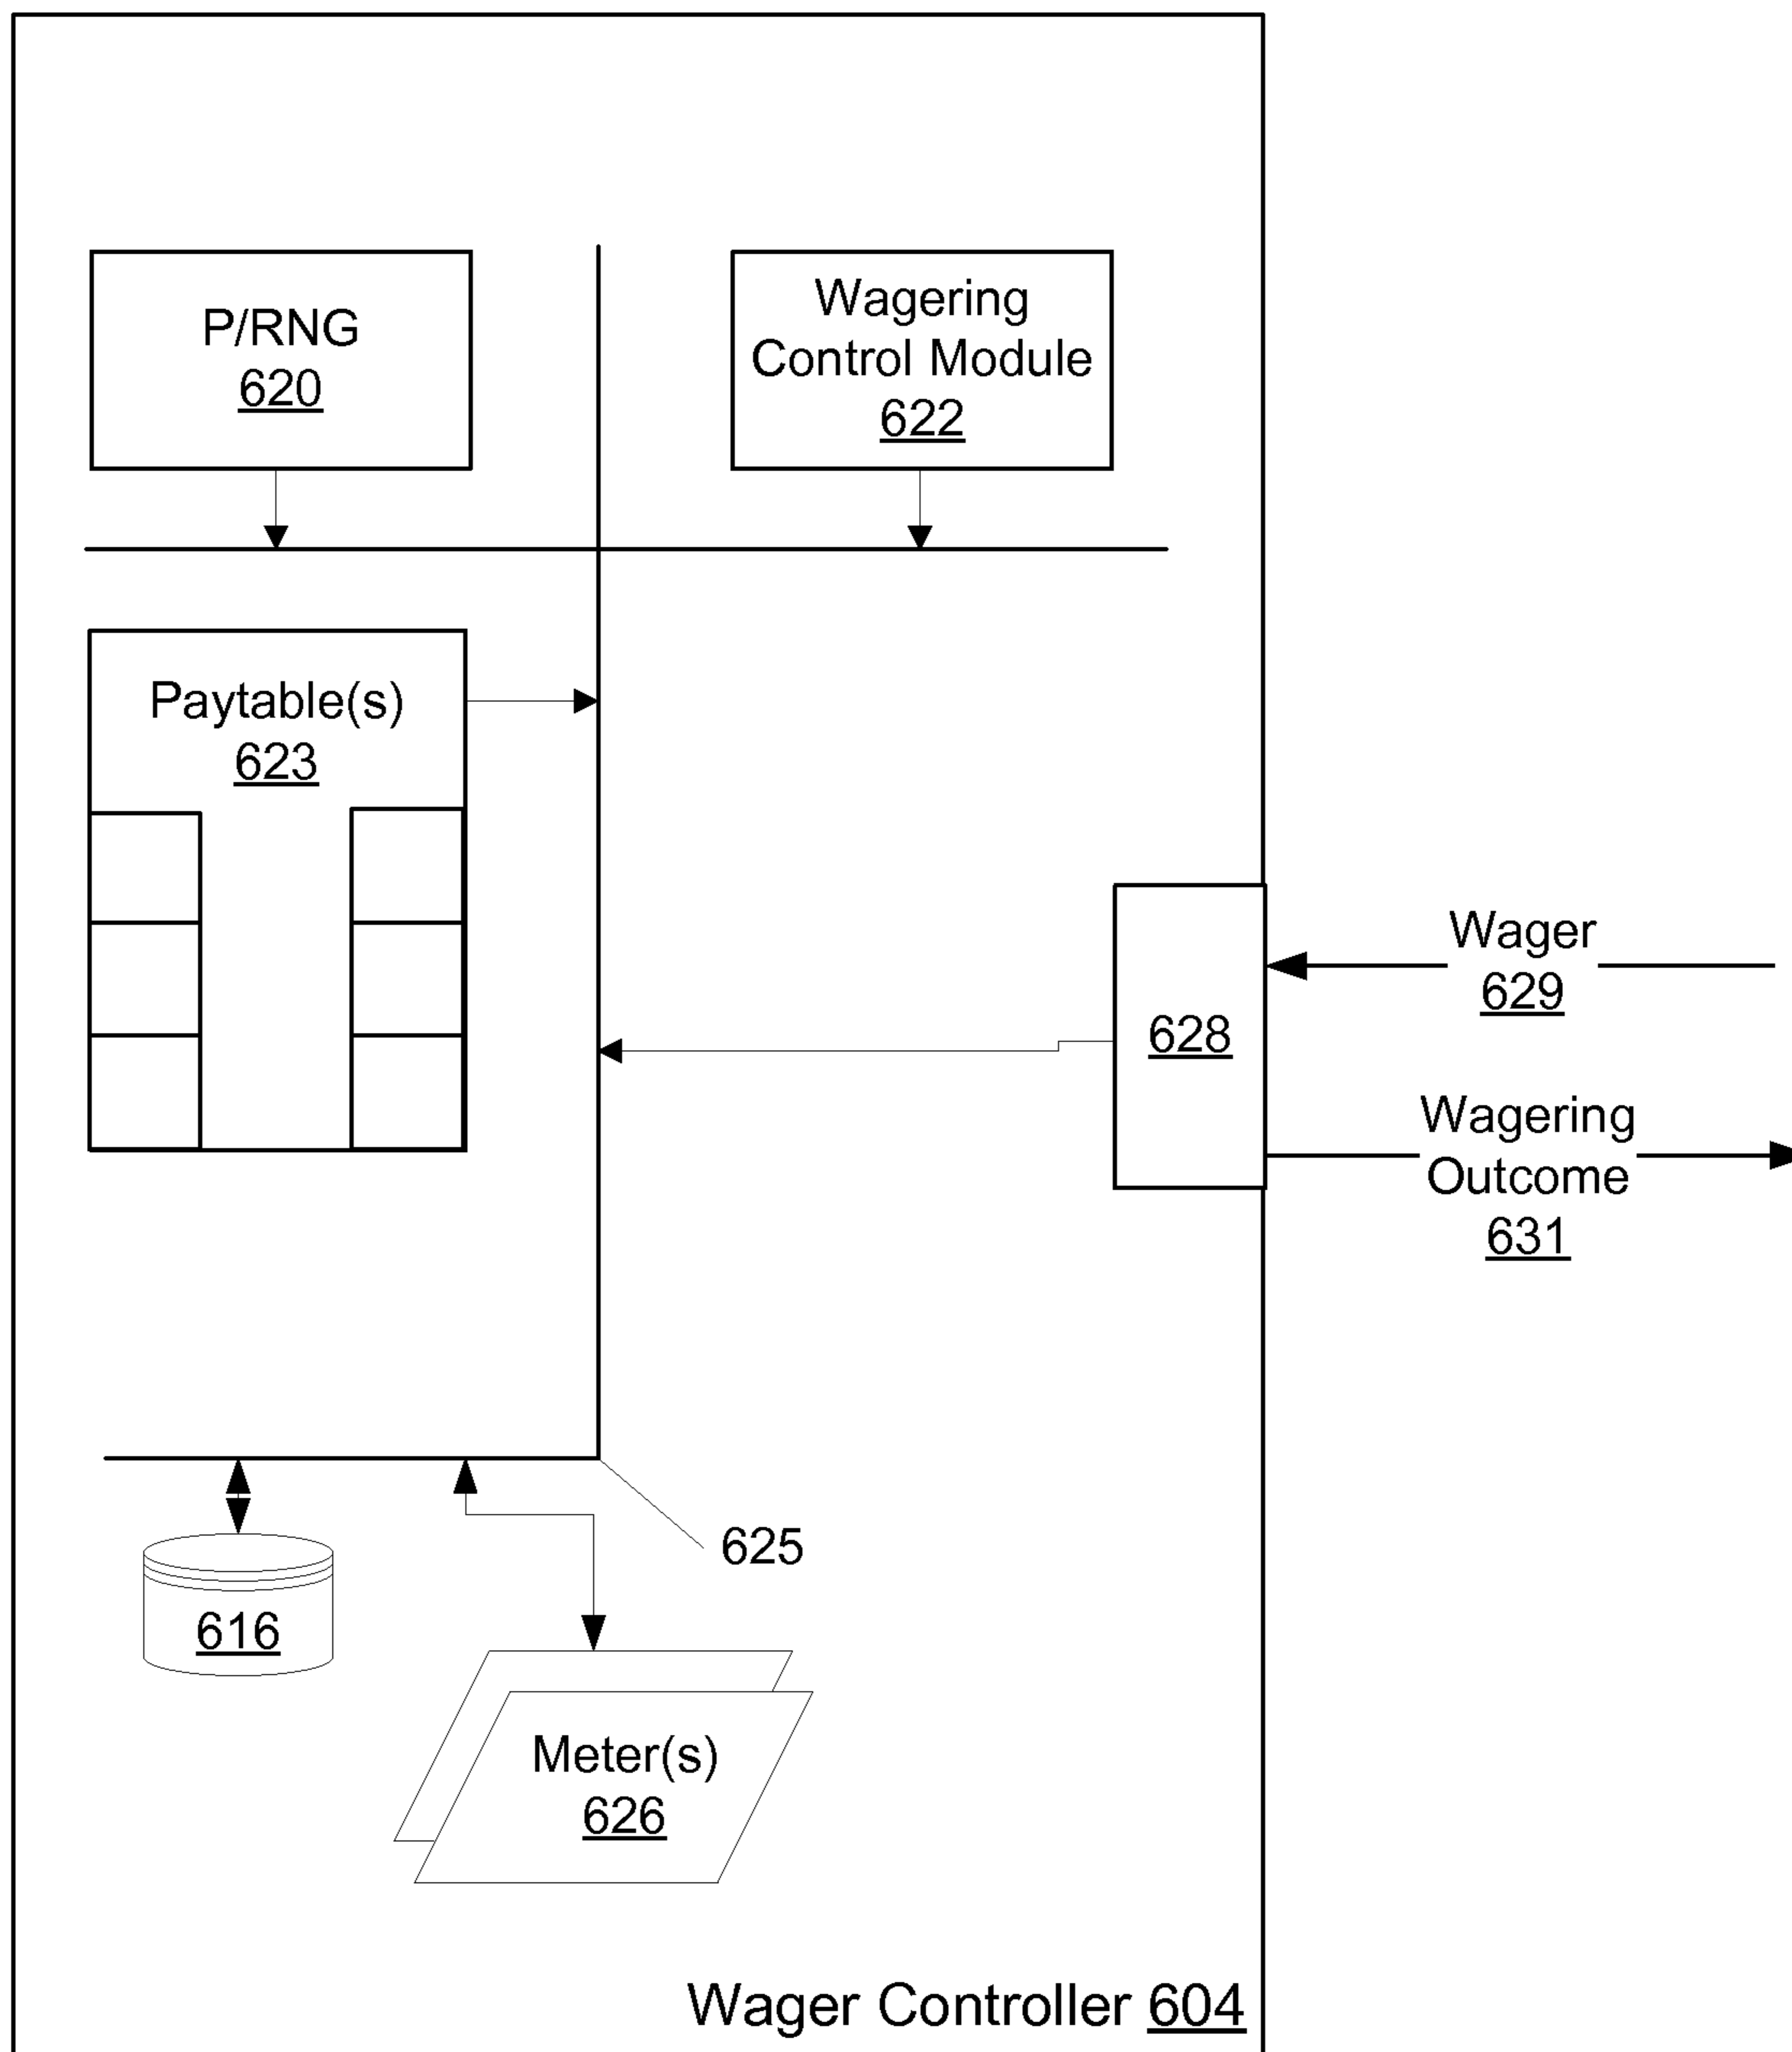 P/RNG
620
Wagering
Control Module
622
Paytable(s)
623
Wager
629
628
Wagering
Outcome
631
625
616
Meter(s)
626
Wager Controller 604